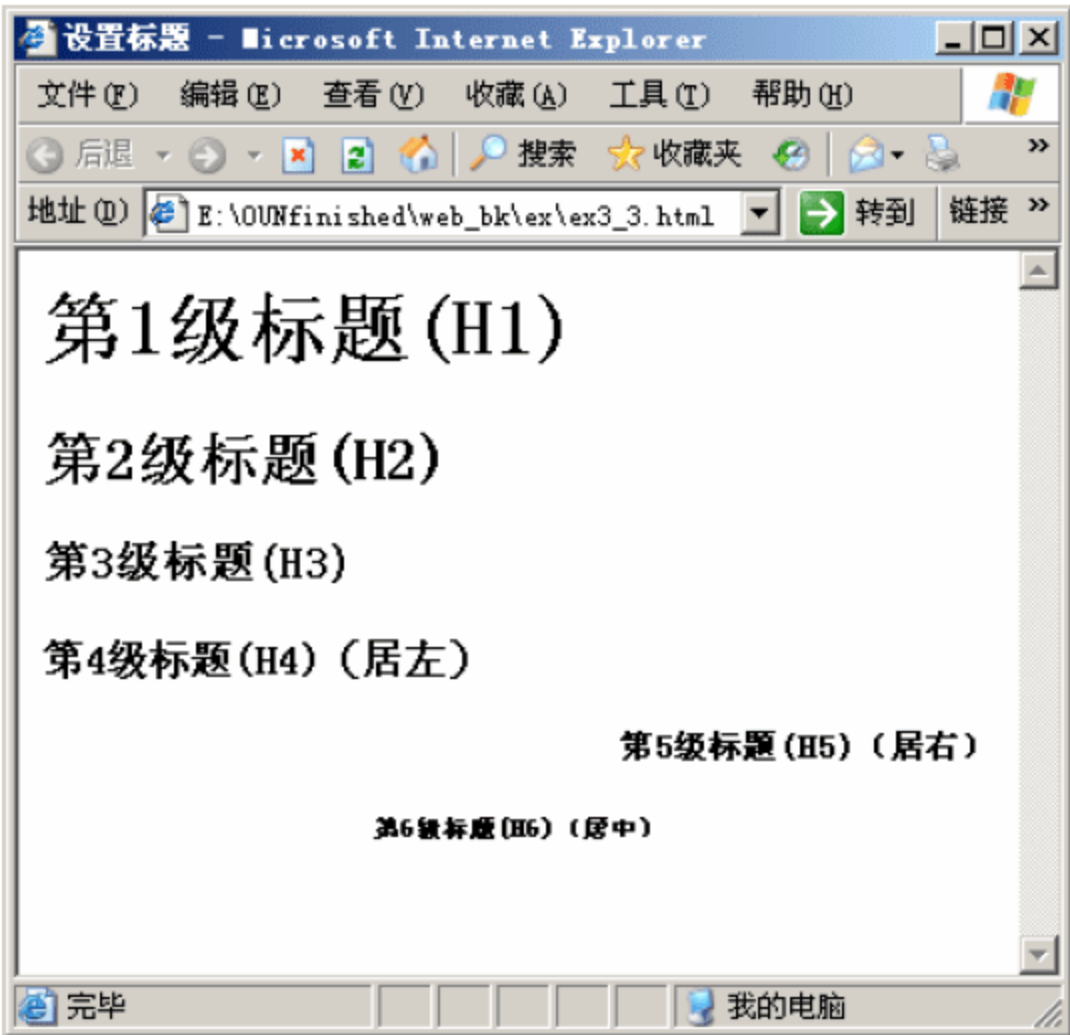 设置标题 - Microsoft Internet Explorer
文件(F) 编辑(E) 查看(V) 收藏(A) 工具(T) 帮助(H)
后退 搜索 收藏夹 »
地址(D) E:\OUNfinished\web_bk\ex\ex3_3.html 转到 链接 »
第1级标题(H1)
第2级标题(H2)
第3级标题(H3)
第4级标题(H4)（居左）
第5级标题(H5)（居右）
第6级标题(H6)（居中）
完毕 我的电脑